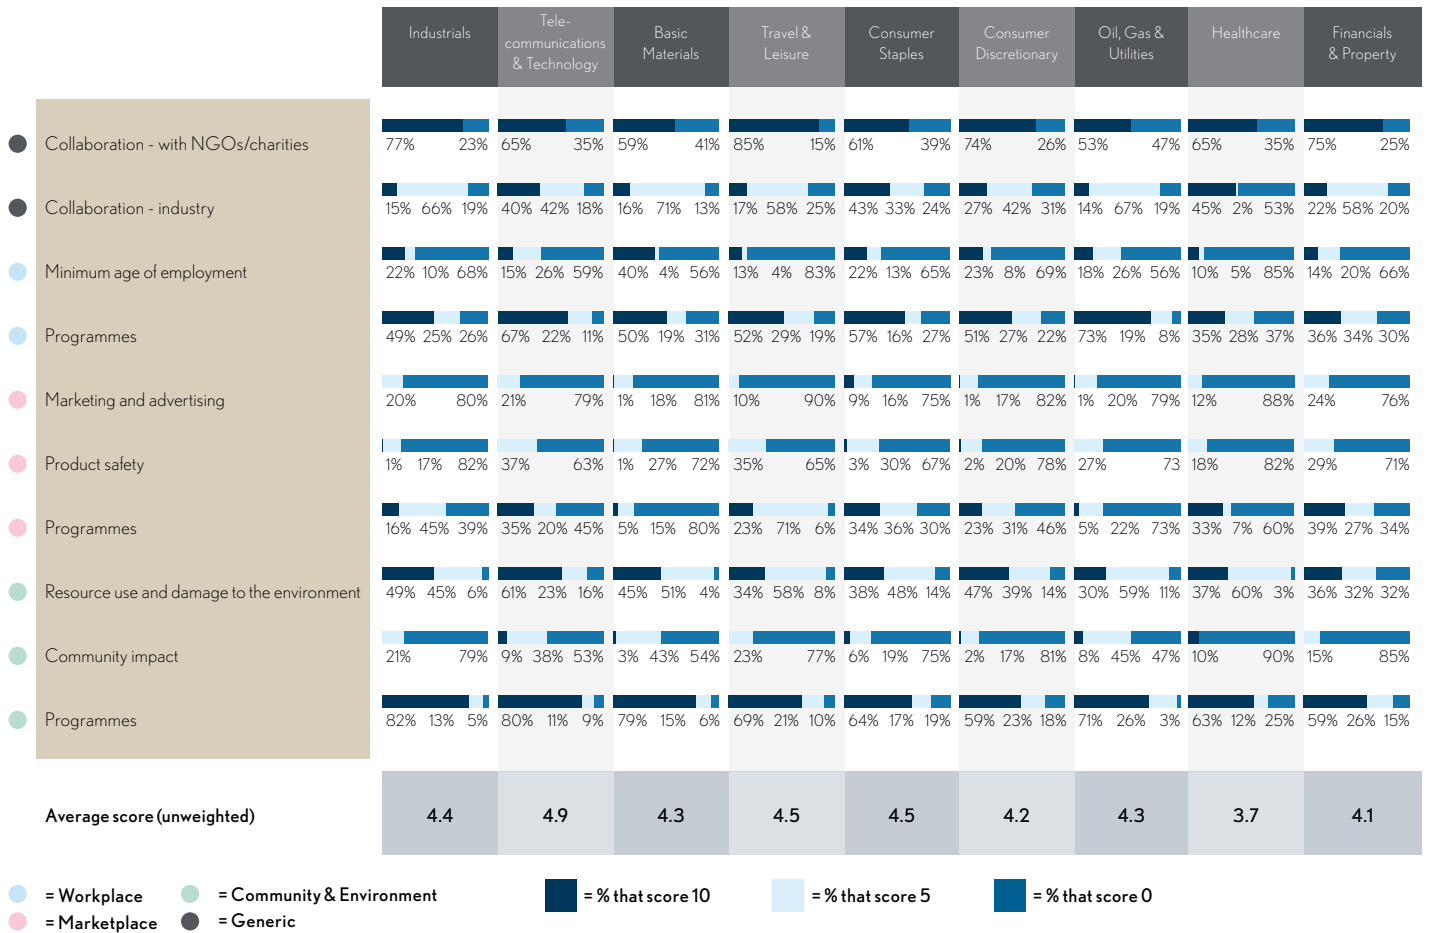 Industrials
Tele-
communications
& Technology
Basic
Materials
Travel &
Leisure
Consumer
Staples
Consumer
Discretionary
Oil, Gas &
Utilities
Healthcare
Financials
& Property
Collaboration - with NGOs/charities
77% 23% 65% 35% 59% 41% 85% 15% 61% 39% 74% 26% 53% 47% 65% 35% 75% 25%
Collaboration - industry
15% 66% 19% 40% 42% 18% 16% 71% 13% 17% 58% 25% 43% 33% 24% 27% 42% 31% 14% 67% 19% 45% 2% 53% 22% 58% 20%
Minimum age of employment
22% 10% 68% 15% 26% 59% 40% 4% 56% 13% 4% 83% 22% 13% 65% 23% 8% 69% 18% 26% 56% 10% 5% 85% 14% 20% 66%
Programmes
49% 25% 26% 67% 22% 11% 50% 19% 31% 52% 29% 19% 57% 16% 27% 51% 27% 22% 73% 19% 8% 35% 28% 37% 36% 34% 30%
Marketing and advertising
20% 80% 21% 79% 1% 18% 81% 10% 90% 9% 16% 75% 1% 17% 82% 1% 20% 79% 12% 88% 24% 76%
Product safety
1% 17% 82% 37% 63% 1% 27% 72% 35% 65% 3% 30% 67% 2% 20% 78% 27% 73 18% 82% 29% 71%
Programmes
16% 45% 39% 35% 20% 45% 5% 15% 80% 23% 71% 6% 34% 36% 30% 23% 31% 46% 5% 22% 73% 33% 7% 60% 39% 27% 34%
Resource use and damage to the environment
49% 45% 6% 61% 23% 16% 45% 51% 4% 34% 58% 8% 38% 48% 14% 47% 39% 14% 30% 59% 11% 37% 60% 3% 36% 32% 32%
Community impact
21% 79% 9% 38% 53% 3% 43% 54% 23% 77% 6% 19% 75% 2% 17% 81% 8% 45% 47% 10% 90% 15% 85%
Programmes
82% 13% 5% 80% 11% 9% 79% 15% 6% 69% 21% 10% 64% 17% 19% 59% 23% 18% 71% 26% 3% 63% 12% 25% 59% 26% 15%
Average score (unweighted) 4.4 4.9 4.3 4.5 4.5 4.2 4.3 3.7 4.1
= Workplace
= Community & Environment
= % that score 10
= % that score 5
= % that score 0
= Marketplace
= Generic